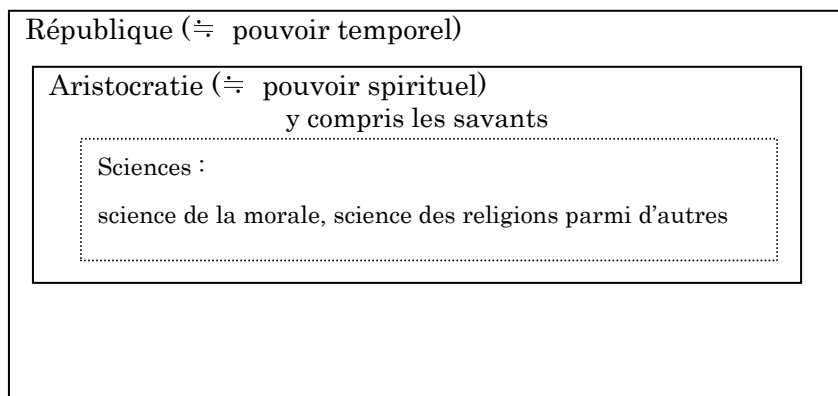 République (≒ pouvoir temporel)
Aristocratie (≒ pouvoir spirituel)
y compris les savants
Sciences :
science de la morale, science des religions parmi d’autres